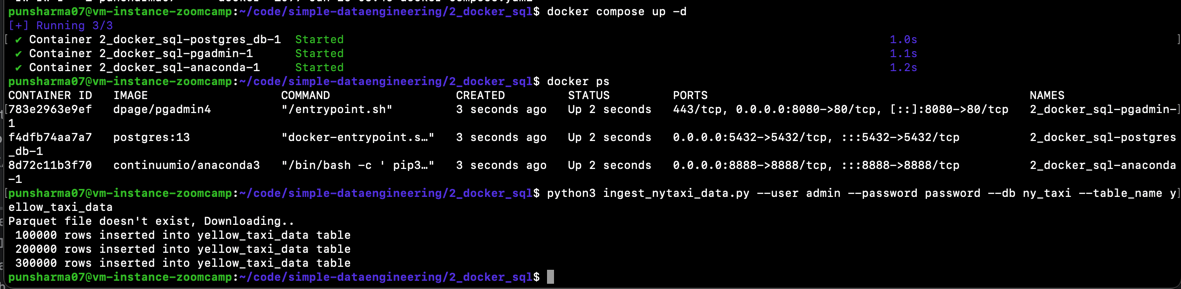 punsharma07@vm-instance-zoomcamp:~/code/simple-dataengineering/2_docker_sql$ docker compose up -d
[+] Running 3/3
✔ Container 2_docker_sql-postgres_db-1  Started  1.0s
✔ Container 2_docker_sql-pgadmin-1  Started  1.1s
✔ Container 2_docker_sql-anaconda-1  Started  1.2s
punsharma07@vm-instance-zoomcamp:~/code/simple-dataengineering/2_docker_sql$ docker ps
CONTAINER ID   IMAGE   COMMAND   CREATED   STATUS   PORTS   NAMES
783e2963e9ef   dpage/pgadmin4   "/entrypoint.sh"   3 seconds ago   Up 2 seconds   443/tcp, 0.0.0.0:8080->80/tcp, [::]:8080->80/tcp   2_docker_sql-pgadmin-
1
f4dfb74aa7a7   postgres:13   "docker-entrypoint.s…"   3 seconds ago   Up 2 seconds   0.0.0.0:5432->5432/tcp, :::5432->5432/tcp   2_docker_sql-postgres
_db-1
8d72c11b3f70   continuumio/anaconda3   "/bin/bash -c ' pip3…"   3 seconds ago   Up 2 seconds   0.0.0.0:8888->8888/tcp, :::8888->8888/tcp   2_docker_sql-anaconda
-1
punsharma07@vm-instance-zoomcamp:~/code/simple-dataengineering/2_docker_sql$ python3 ingest_nytaxi_data.py --user admin --password password --db ny_taxi --table_name y
ellow_taxi_data
Parquet file doesn't exist, Downloading..
100000 rows inserted into yellow_taxi_data table
200000 rows inserted into yellow_taxi_data table
300000 rows inserted into yellow_taxi_data table
punsharma07@vm-instance-zoomcamp:~/code/simple-dataengineering/2_docker_sql$